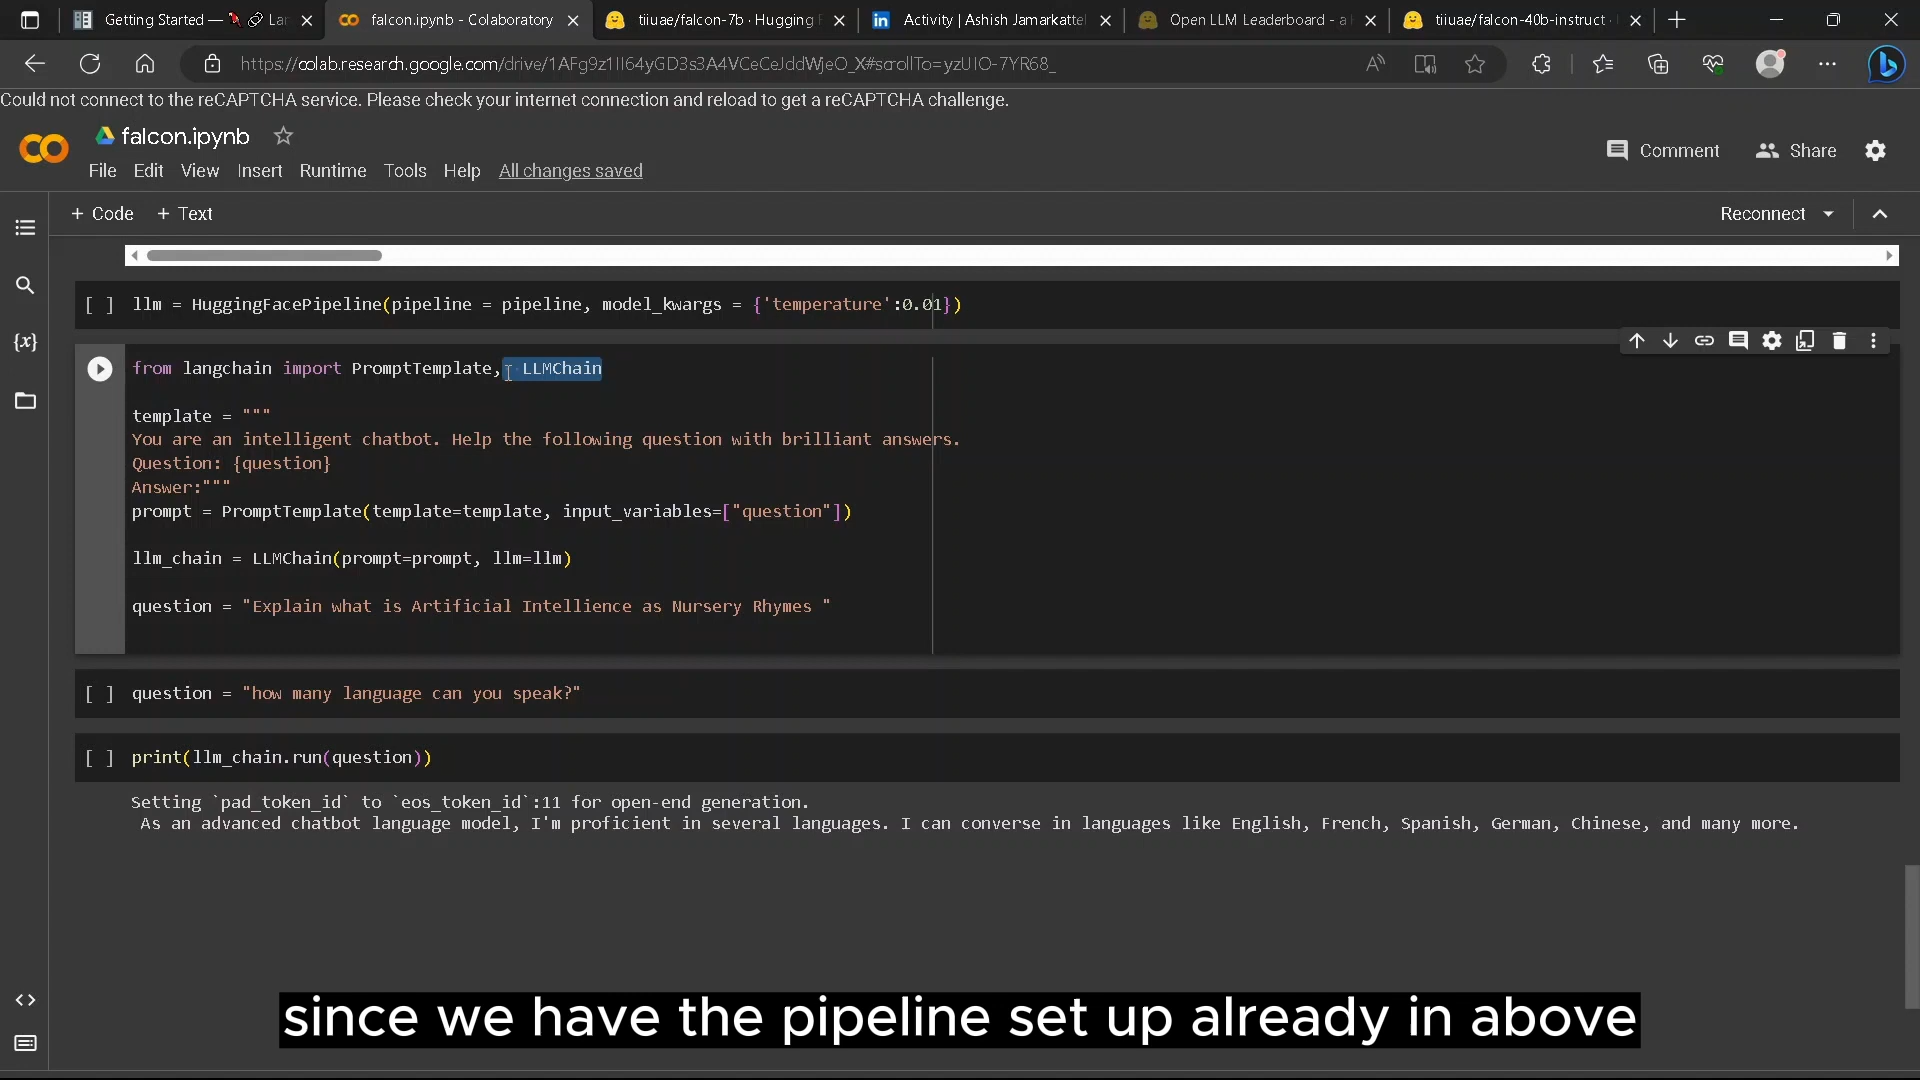 Getting Started — Lan
falcon.ipynb - Colaboratory
tiiuae/falcon-7b · Hugging F
Activity | Ashish Jamarkattel
Open LLM Leaderboard - a
tiiuae/falcon-40b-instruct ·
https://colab.research.google.com/drive/1AFg9z1Il64yGD3s3A4VCeCeJddWjeO_X#scrollTo=yzUIO-7YR68_
Could not connect to the reCAPTCHA service. Please check your internet connection and reload to get a reCAPTCHA challenge.
falcon.ipynb
Comment
Share
File Edit View Insert Runtime Tools Help All changes saved
+ Code + Text
Reconnect
[ ] llm = HuggingFacePipeline(pipeline = pipeline, model_kwargs = {'temperature':0.01})
from langchain import PromptTemplate, LLMChain
template = """
You are an intelligent chatbot. Help the following question with brilliant answers.
Question: {question}
Answer:"""
prompt = PromptTemplate(template=template, input_variables=["question"])
llm_chain = LLMChain(prompt=prompt, llm=llm)
question = "Explain what is Artificial Intellience as Nursery Rhymes "
[ ] question = "how many language can you speak?"
[ ] print(llm_chain.run(question))
Setting `pad_token_id` to `eos_token_id`:11 for open-end generation.
As an advanced chatbot language model, I'm proficient in several languages. I can converse in languages like English, French, Spanish, German, Chinese, and many more.
since we have the pipeline set up already in above